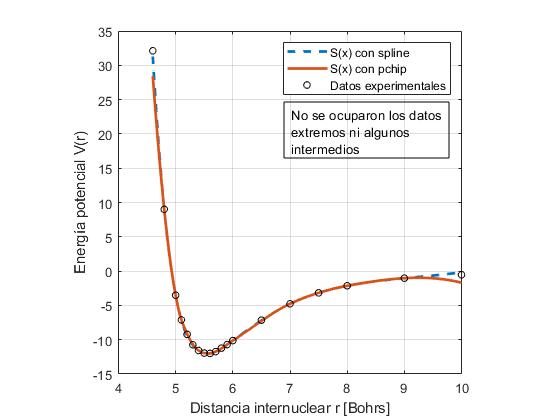 35
30
25
20
15
10
5
0
-5
-10
-15
4
5
6
7
8
9
10
Energía potencial V(r)
Distancia internuclear r [Bohrs]
S(x) con spline
S(x) con pchip
Datos experimentales
No se ocuparon los datos
extremos ni algunos
intermedios